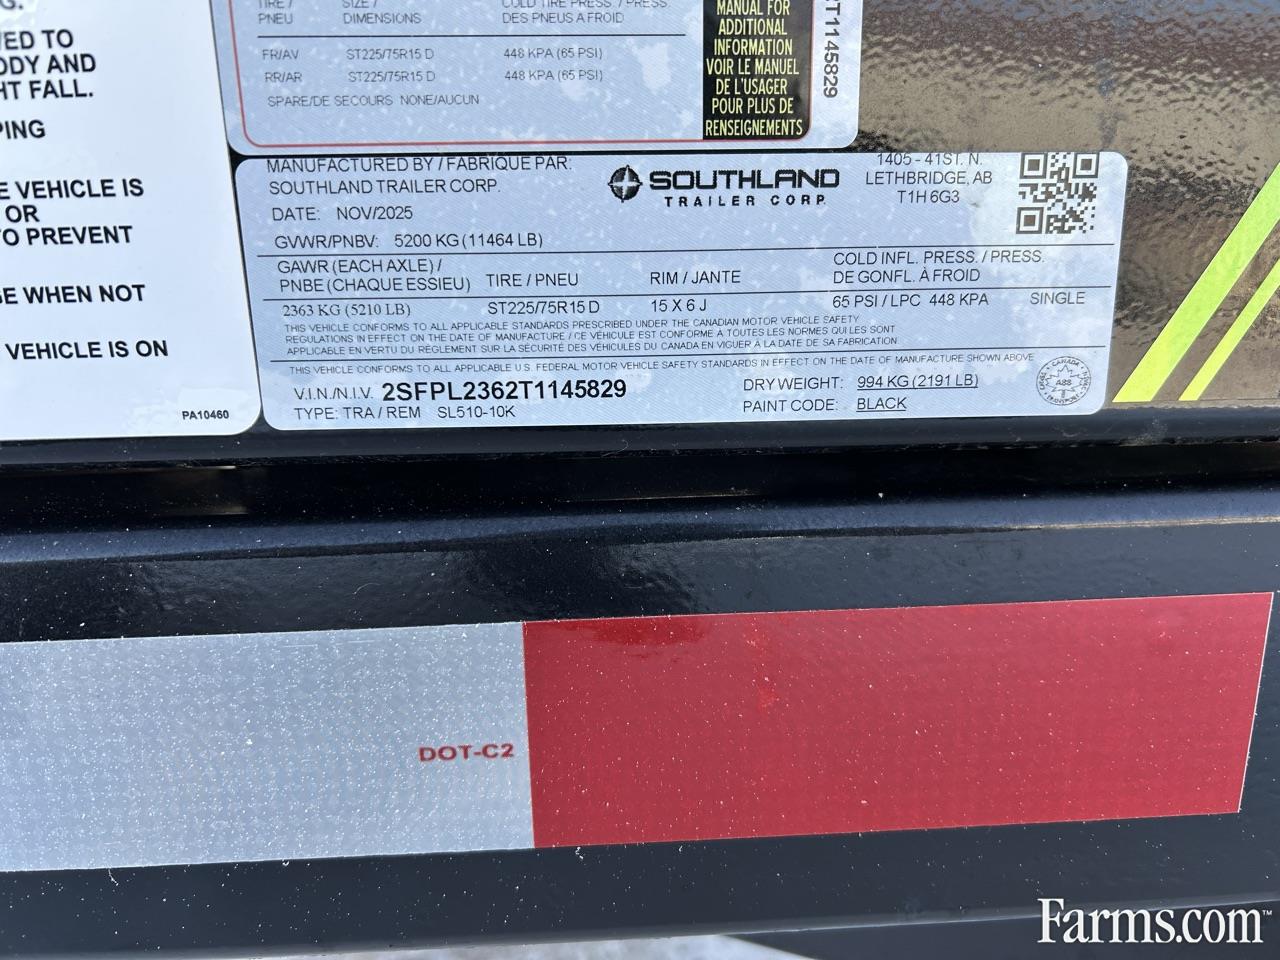 G.
ED TO
ODY AND
HT FALL.
PING
E VEHICLE IS
OR
O PREVENT
E WHEN NOT
VEHICLE IS ON
PA10460
TIRE / SIZE / COLD TIRE PRESS. / PRESS.
PNEU DIMENSIONS DES PNEUS A FROID
FR/AV ST225/75R15 D 448 KPA (65 PSI)
RR/AR ST225/75R15 D 448 KPA (65 PSI)
SPARE/DE SECOURS NONE/AUCUN
MANUAL FOR
ADDITIONAL
INFORMATION
VOIR LE MANUEL
DE L'USAGER
POUR PLUS DE
RENSEIGNEMENTS
T1145829
MANUFACTURED BY / FABRIQUE PAR:
SOUTHLAND TRAILER CORP.
DATE: NOV/2025
SOUTHLAND
TRAILER CORP.
1405 - 41ST. N.
LETHBRIDGE, AB
T1H 6G3
GVWR/PNBV: 5200 KG (11464 LB)
GAWR (EACH AXLE) /
PNBE (CHAQUE ESSIEU) TIRE / PNEU RIM / JANTE COLD INFL. PRESS. / PRESS.
DE GONFL. À FROID
2363 KG (5210 LB) ST225/75R15 D 15 X 6 J 65 PSI / LPC 448 KPA SINGLE
THIS VEHICLE CONFORMS TO ALL APPLICABLE STANDARDS PRESCRIBED UNDER THE CANADIAN MOTOR VEHICLE SAFETY
REGULATIONS IN EFFECT ON THE DATE OF MANUFACTURE / CE VÉHICULE EST CONFORME À TOUTES LES NORMES QUI LES SONT
APPLICABLE EN VERTU DU RÈGLEMENT SUR LA SÉCURITÉ DES VÉHICULES DU CANADA EN VIGUER À LA DATE DE SA FABRICATION
THIS VEHICLE CONFORMS TO ALL APPLICABLE U.S. FEDERAL MOTOR VEHICLE SAFETY STANDARDS IN EFFECT ON THE DATE OF MANUFACTURE SHOWN ABOVE
V.I.N./N.I.V. 2SFPL2362T1145829
TYPE: TRA / REM SL510-10K
DRY WEIGHT: 994 KG (2191 LB)
PAINT CODE: BLACK
CANADA
TRANSPORT
DOT-C2
Farms.com™